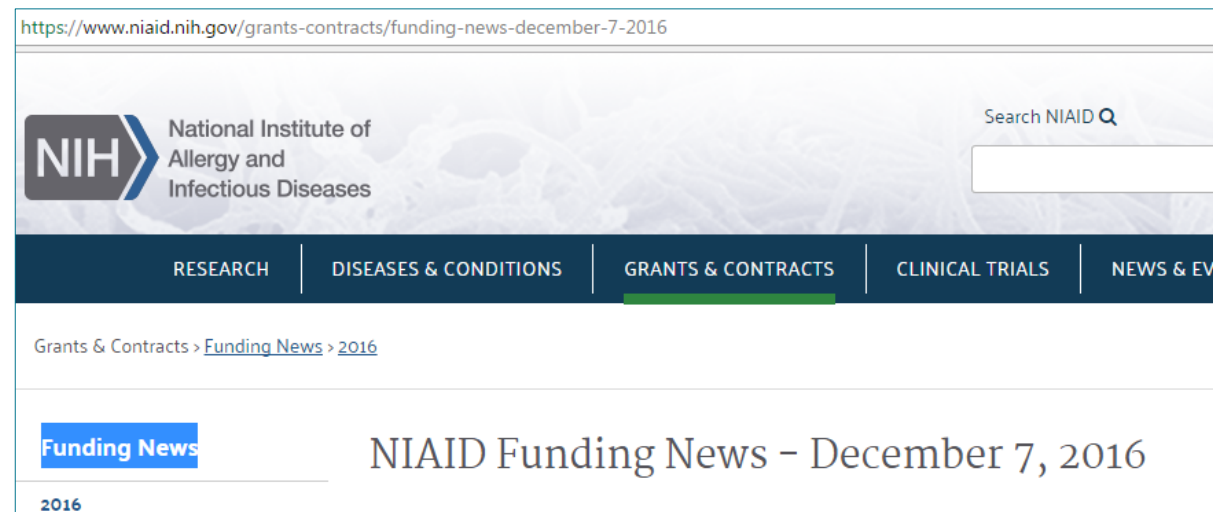 https://www.niaid.nih.gov/grants-contracts/funding-news-december-7-2016
NIH
National Institute of
Allergy and
Infectious Diseases
Search NIAID
RESEARCH
DISEASES & CONDITIONS
GRANTS & CONTRACTS
CLINICAL TRIALS
NEWS & EV
Grants & Contracts › Funding News › 2016
Funding News
NIAID Funding News – December 7, 2016
2016